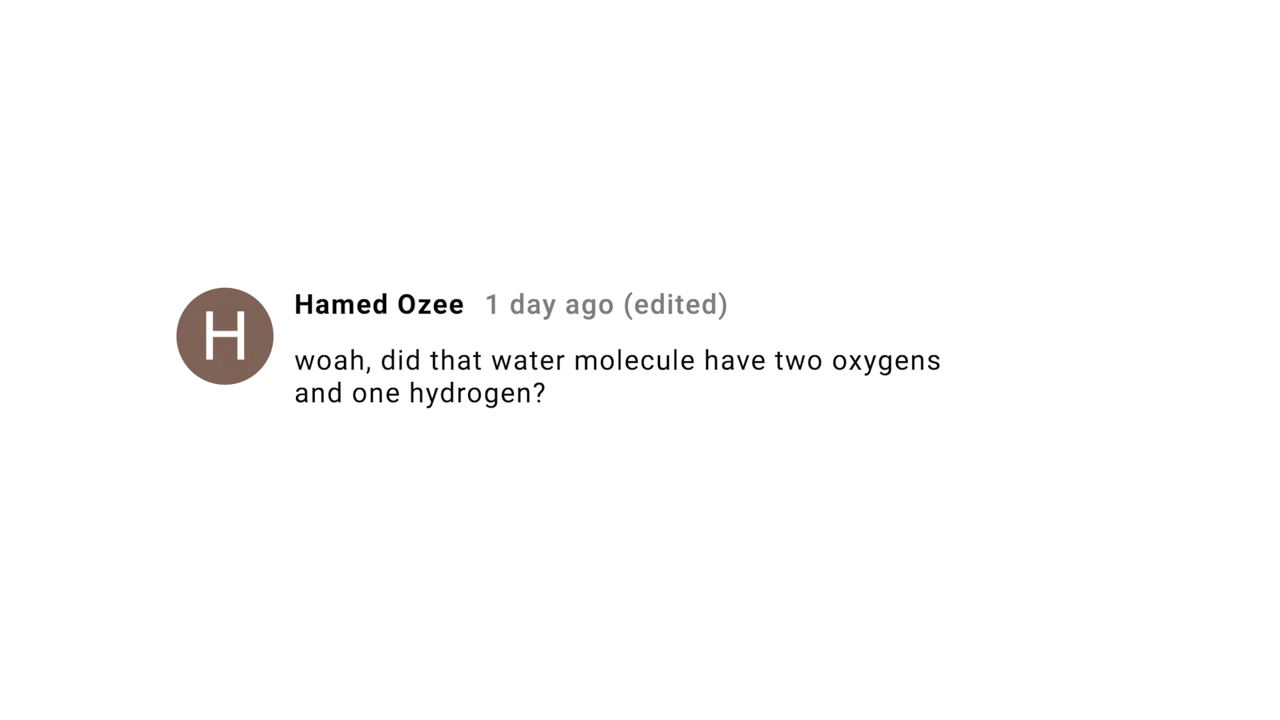 H
Hamed Ozee 1 day ago (edited)
woah, did that water molecule have two oxygens
and one hydrogen?